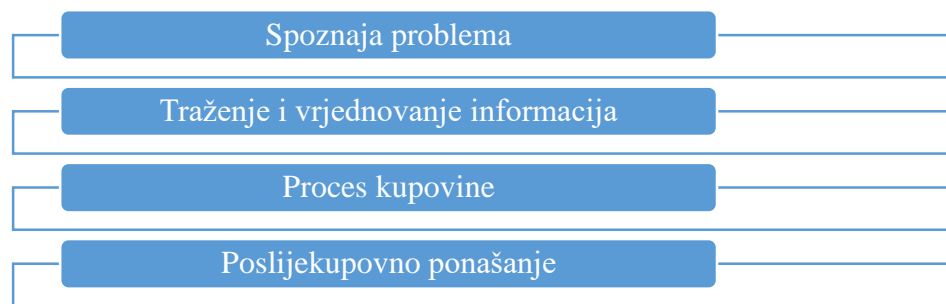 Spoznaja problema
Traženje i vrjednovanje informacija
Proces kupovine
Poslijekupovno ponašanje